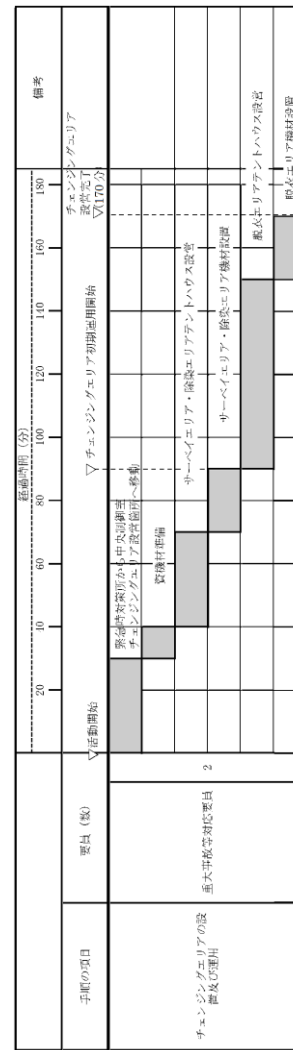 経過時間（分）
20 40 60 80 100 120 140 160 180
手順の項目
要員（数）
備考
▽活動開始
▽チェンジングエリア初期運用開始
チェンジングエリア
設営完了
▽(170分)
チェンジングエリアの設
置及び運用
重大事故等対応要員
2
緊急時対策所から中央制御室
チェンジングエリア設営箇所へ移動
資機材準備
サーベイエリア・除染エリアテントハウス設営
サーベイエリア・除染エリア機材設置
脱衣エリアテントハウス設営
脱衣エリア機材設置